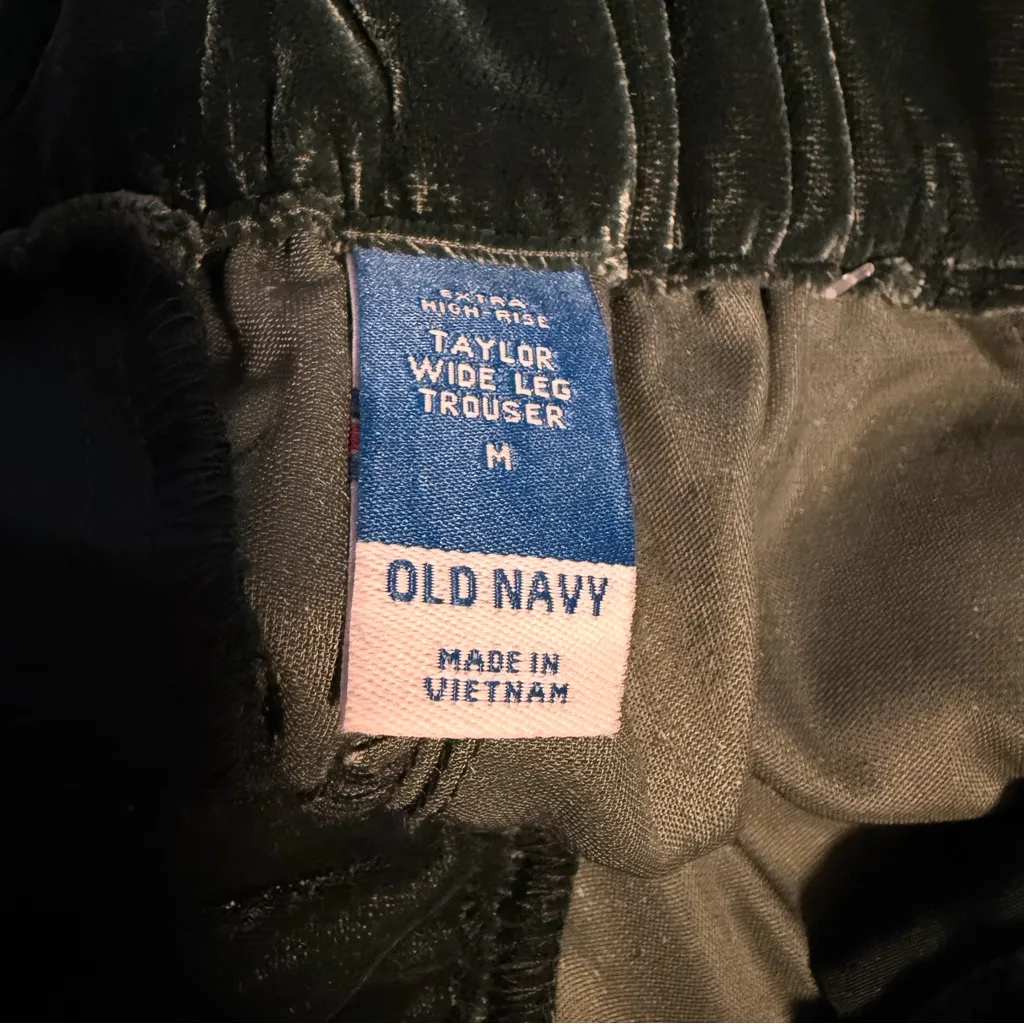 EXTRA
HIGH-RISE
TAYLOR
WIDE LEG
TROUSER
M
OLD NAVY
MADE IN
VIETNAM